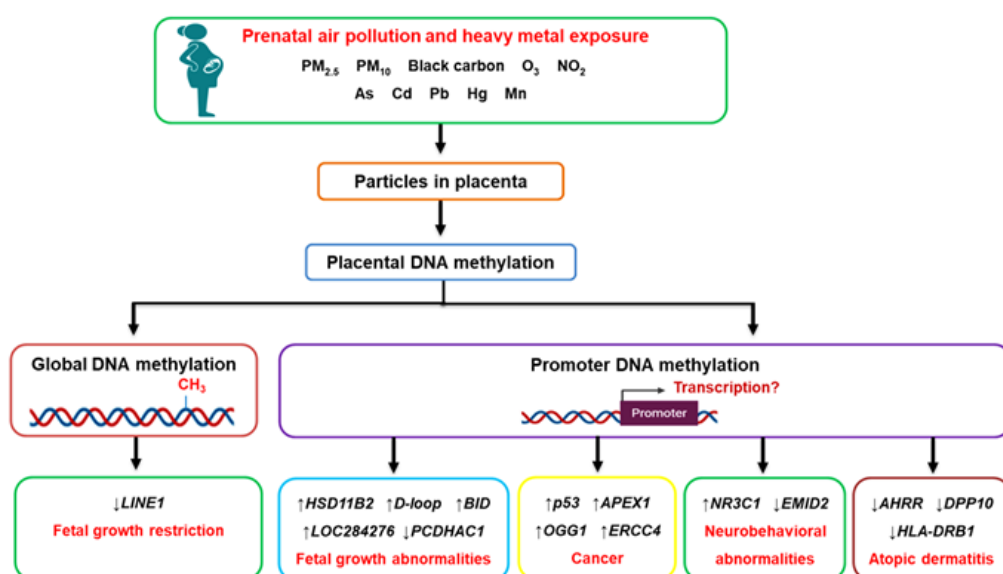 Prenatal air pollution and heavy metal exposure
PM2.5 PM10 Black carbon O3 NO2
As Cd Pb Hg Mn
Particles in placenta
Placental DNA methylation
Global DNA methylation
CH3
Promoter DNA methylation
Transcription?
Promoter
↓LINE1
Fetal growth restriction
↑HSD11B2 ↑D-loop ↑BID
↑LOC284276 ↓PCDHAC1
Fetal growth abnormalities
↑p53 ↑APEX1
↑OGG1 ↑ERCC4
Cancer
↑NR3C1 ↓EMID2
Neurobehavioral
abnormalities
↓AHRR ↓DPP10
↓HLA-DRB1
Atopic dermatitis